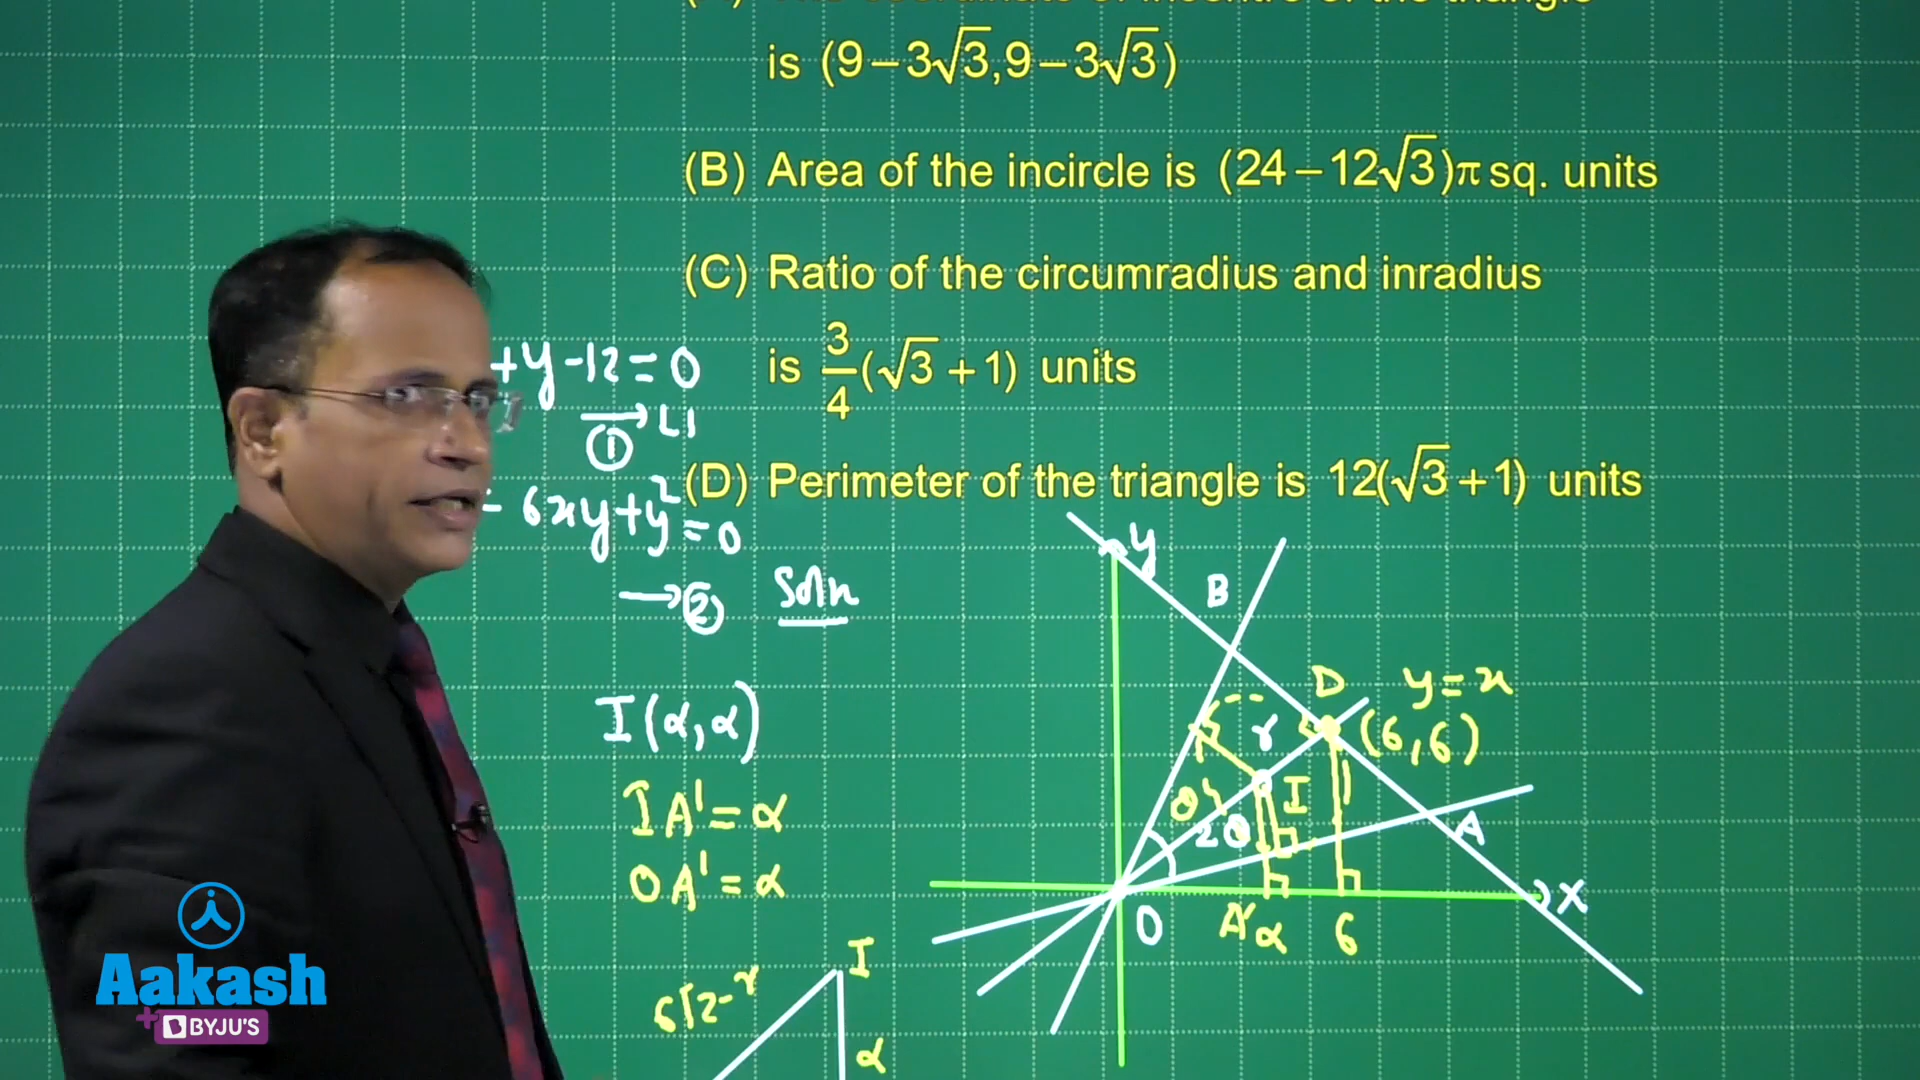 is (9 – 3√3, 9 – 3√3)
(B) Area of the incircle is (24 – 12√3)π sq. units
(C) Ratio of the circumradius and inradius
is 3/4(√3 + 1) units
(D) Perimeter of the triangle is 12(√3 + 1) units
+y-12=0
① → L1
- 6xy+y²=0
→②
Soln
I(α,α)
IA'=α
OA'=α
I
6√2-r
α
y
B
D
y=x
(6,6)
r
I
θ
2θ
A
X
O
A'
α
6
Aakash
+BYJU'S